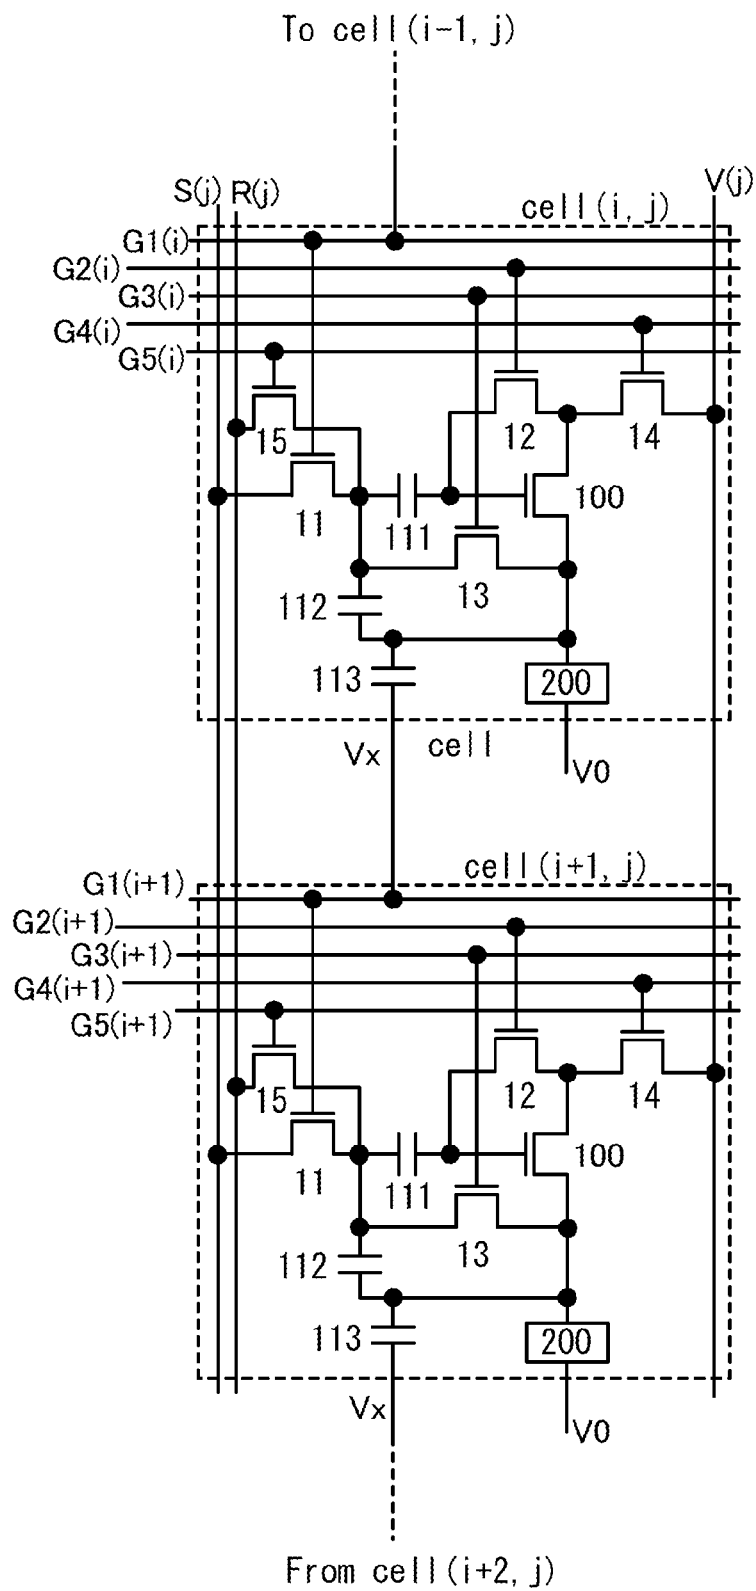 To cell(i-1, j)
S(j) R(j) V(j)
cell(i, j)
G1(i)
G2(i)
G3(i)
G4(i)
G5(i)
15 12 14
11 111 100
112 13
113 200
Vx cell V0
cell(i+1, j)
G1(i+1)
G2(i+1)
G3(i+1)
G4(i+1)
G5(i+1)
15 12 14
11 111 100
112 13
113 200
Vx V0
From cell(i+2, j)